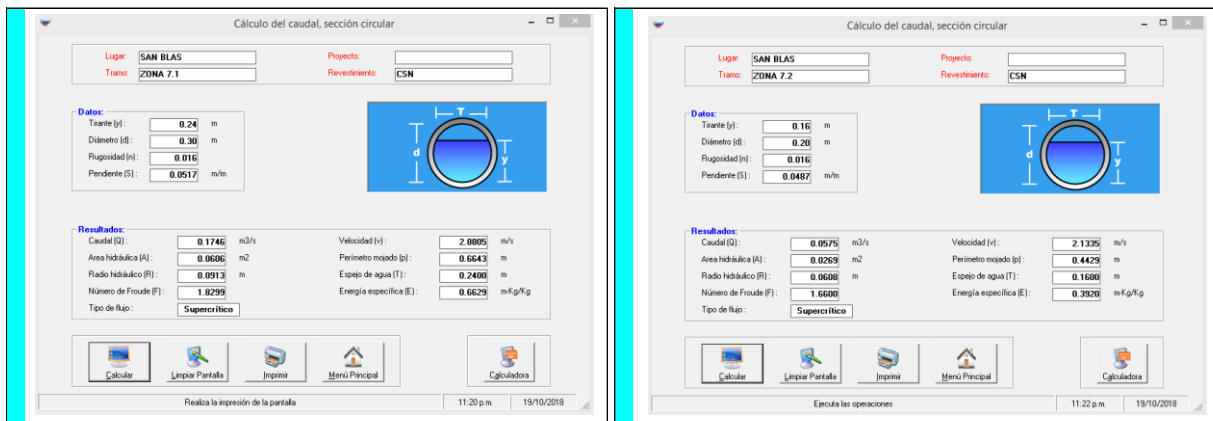 Cálculo del caudal, sección circular
Lugar: SAN BLAS Proyecto:
Tramo: ZONA 7.1 Revestimiento: CSN
Datos:
Tirante (y) : 0.24 m
Diámetro (d) : 0.30 m
Rugosidad (n) : 0.016
Pendiente (S) : 0.0517 m/m
T
d
y
Resultados:
Caudal (Q) : 0.1746 m3/s Velocidad (v) : 2.8805 m/s
Area hidráulica (A) : 0.0606 m2 Perímetro mojado (p) : 0.6643 m
Radio hidráulico (R) : 0.0913 m Espejo de agua (T) : 0.2400 m
Número de Froude (F) : 1.8299 Energía específica (E) : 0.6629 m-Kg/Kg
Tipo de flujo : Supercrítico
Calcular Limpiar Pantalla Imprimir Menú Principal Calculadora
Realiza la impresión de la pantalla 11:20 p.m. 19/10/2018
Cálculo del caudal, sección circular
Lugar: SAN BLAS Proyecto:
Tramo: ZONA 7.2 Revestimiento: CSN
Datos:
Tirante (y) : 0.16 m
Diámetro (d) : 0.20 m
Rugosidad (n) : 0.016
Pendiente (S) : 0.0487 m/m
T
d
y
Resultados:
Caudal (Q) : 0.0575 m3/s Velocidad (v) : 2.1335 m/s
Area hidráulica (A) : 0.0269 m2 Perímetro mojado (p) : 0.4429 m
Radio hidráulico (R) : 0.0608 m Espejo de agua (T) : 0.1600 m
Número de Froude (F) : 1.6600 Energía específica (E) : 0.3920 m-Kg/Kg
Tipo de flujo : Supercrítico
Calcular Limpiar Pantalla Imprimir Menú Principal Calculadora
Ejecuta las operaciones 11:22 p.m. 19/10/2018